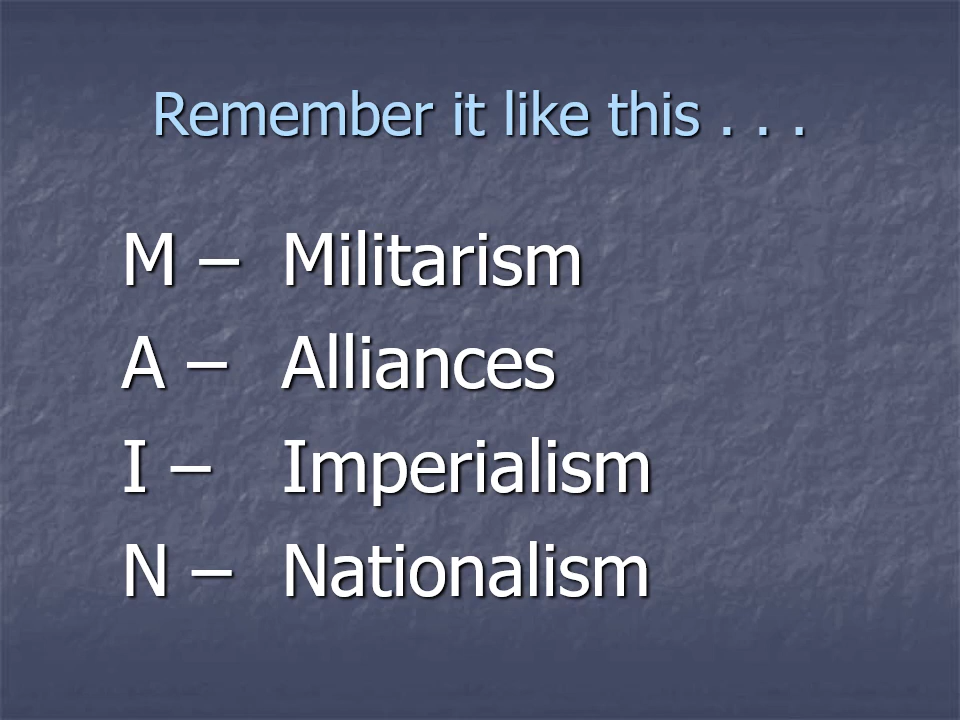 Remember it like this . . .
M – Militarism
A – Alliances
I – Imperialism
N – Nationalism